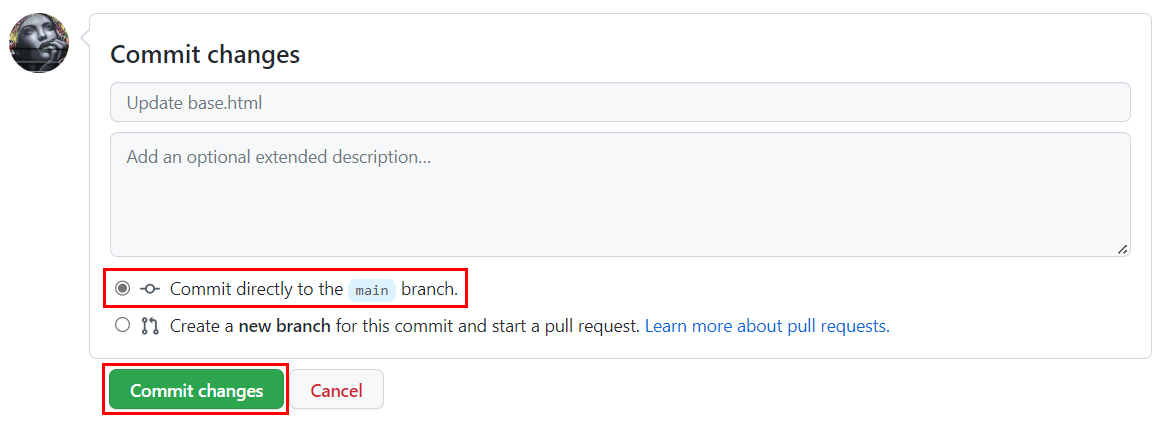 Commit changes
Update base.html
Add an optional extended description...
Commit directly to the main branch.
Create a new branch for this commit and start a pull request. Learn more about pull requests.
Commit changes Cancel